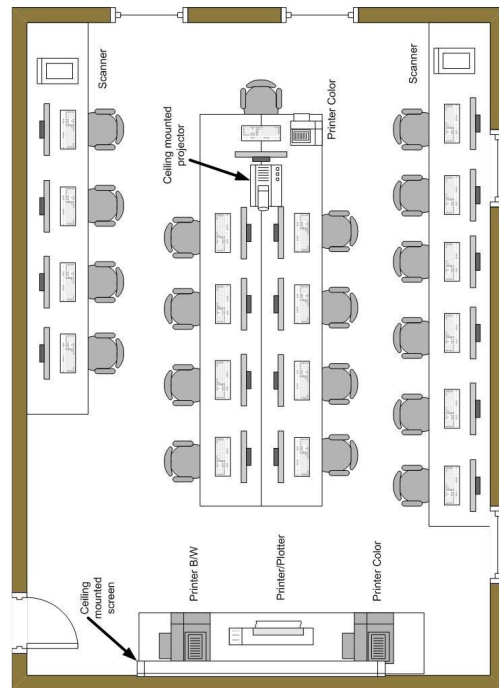 Scanner
Scanner
Printer Color
Ceiling mounted
projector
Printer B/W
Printer/Plotter
Printer Color
Ceiling
mounted
screen